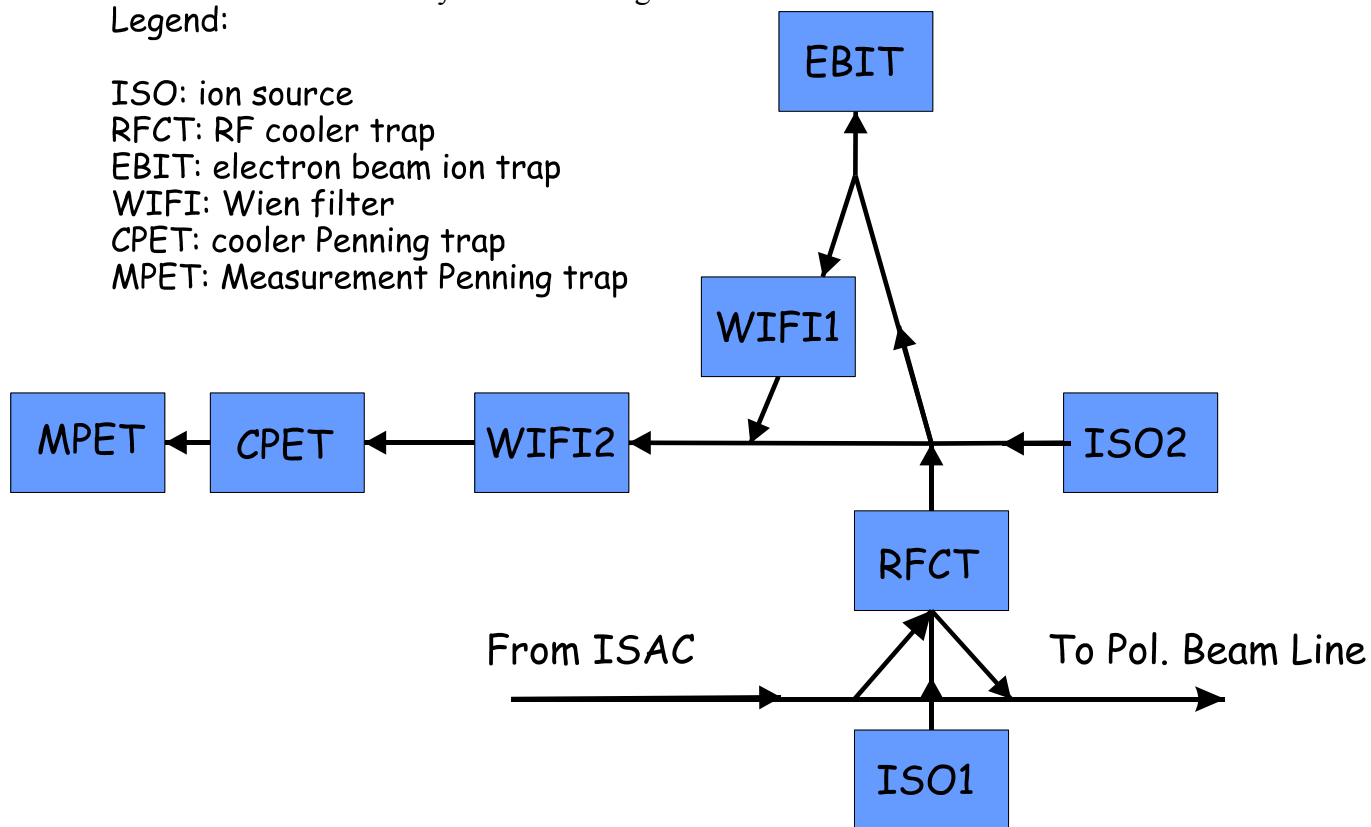 Legend:
ISO: ion source
RFCT: RF cooler trap
EBIT: electron beam ion trap
WIFI: Wien filter
CPET: cooler Penning trap
MPET: Measurement Penning trap
EBIT
WIFI1
MPET
CPET
WIFI2
ISO2
RFCT
From ISAC
To Pol. Beam Line
ISO1